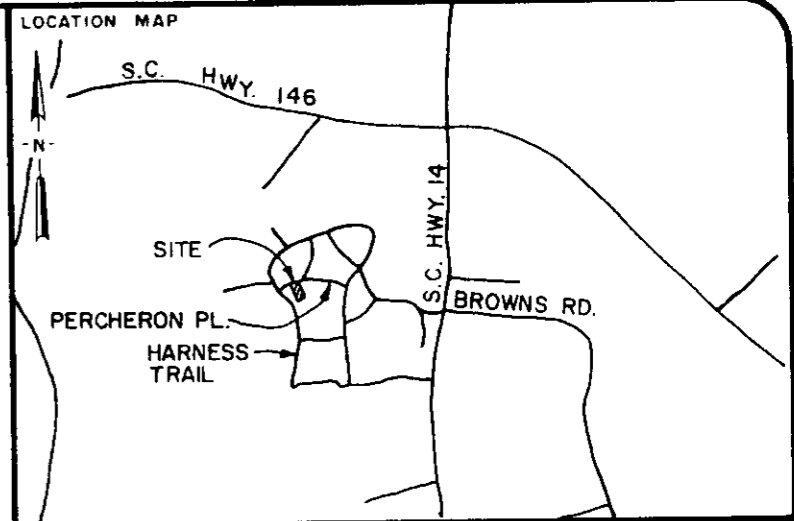 LOCATION MAP
S.C. HWY. 146
-N-
S.C. HWY. 14
SITE
BROWNS RD.
PERCHERON PL.
HARNESS
TRAIL